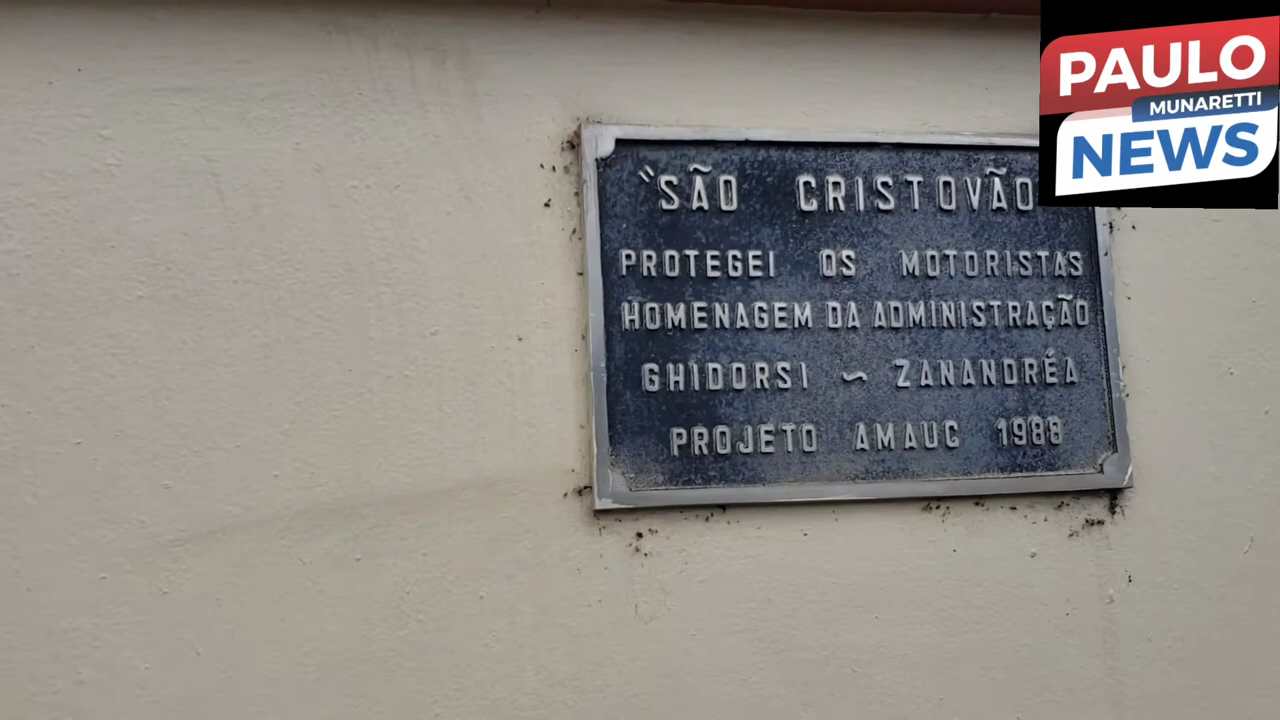 PAULO
MUNARETTI
NEWS
"SÃO CRISTOVÃO
PROTEGEI OS MOTORISTAS
HOMENAGEM DA ADMINISTRAÇÃO
GHIDORSI ~ ZANANDRÉA
PROJETO AMAUC 1988